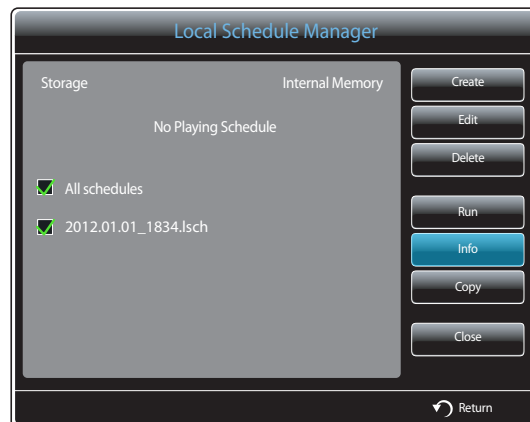 Local Schedule Manager
Storage Internal Memory
No Playing Schedule
All schedules
2012.01.01_1834.lsch
Create
Edit
Delete
Run
Info
Copy
Close
Return